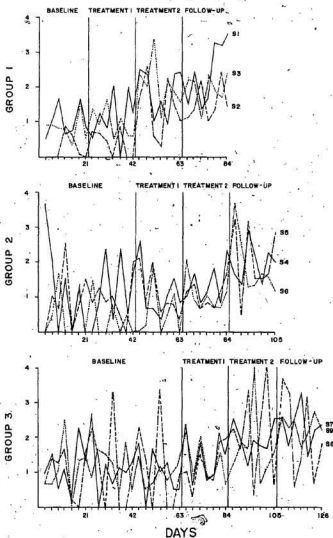 BASELINE TREATMENT 1 TREATMENT 2 FOLLOW-UP
GROUP 1
4
3
2
1
S1
S3
S2
21 42 63 84
BASELINE TREATMENT 1 TREATMENT 2 FOLLOW-UP
GROUP 2
4
3
2
1
S5
S4
S6
21 42 63 84 105
BASELINE TREATMENT 1 TREATMENT 2 FOLLOW-UP
GROUP 3
4
3
2
1
S7
S9
S8
21 42 63 84 105 126
DAYS